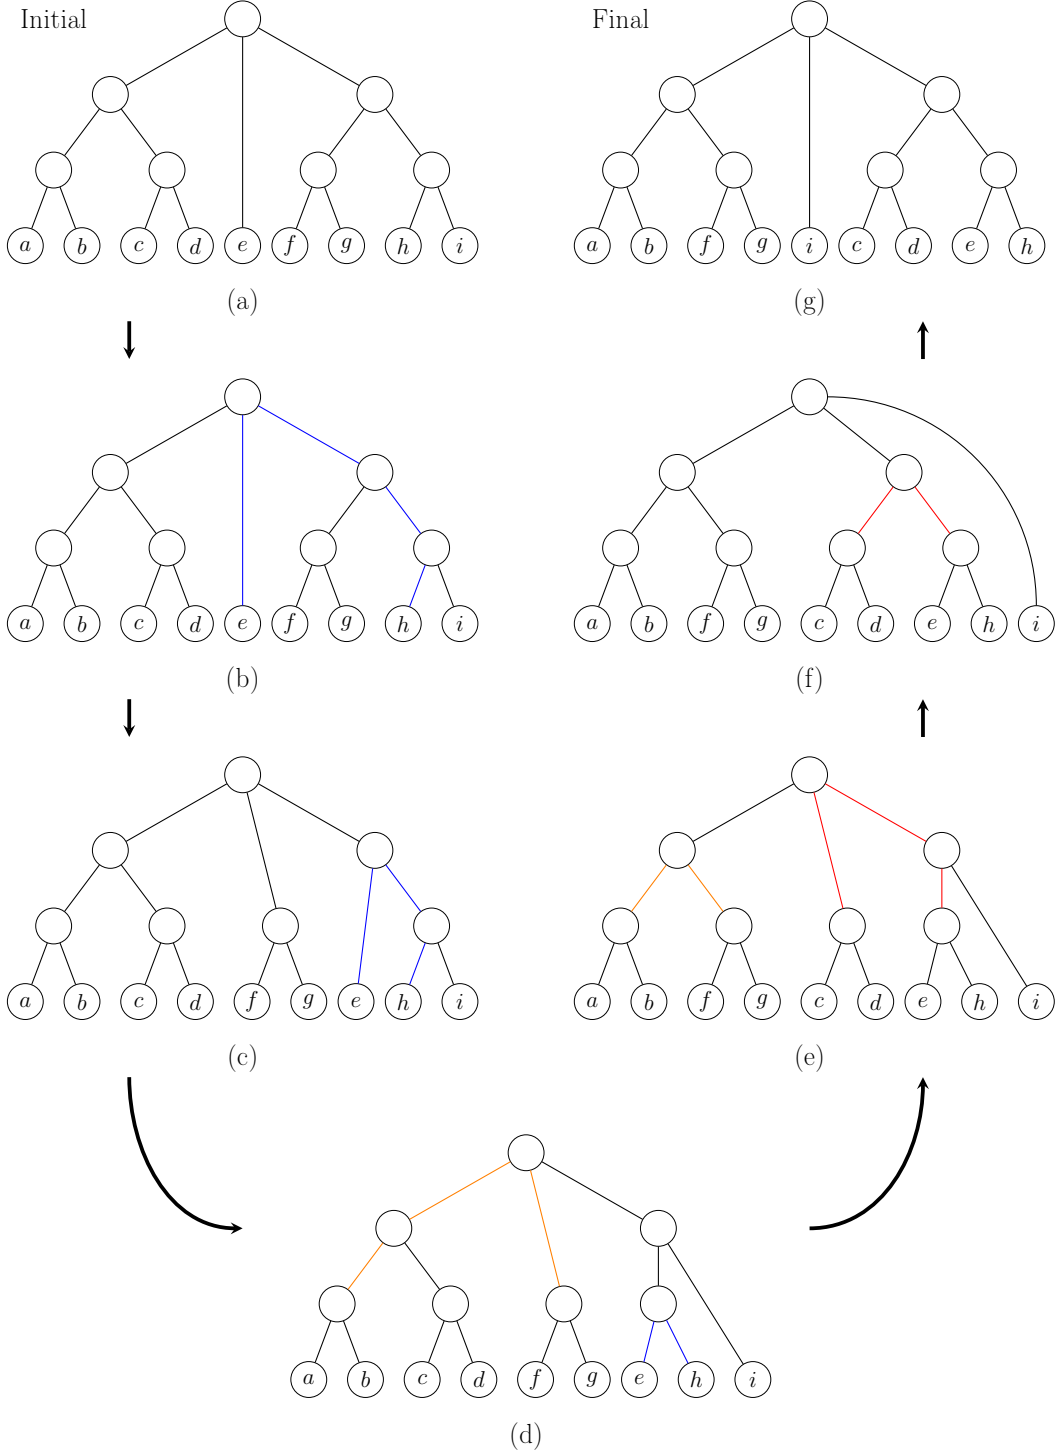 Initial
a b c d e f g h i
(a)
Final
a b f g i c d e h
(g)
a b c d e f g h i
(b)
a b f g c d e h i
(f)
a b c d f g e h i
(c)
a b f g c d e h i
(e)
a b c d f g e h i
(d)